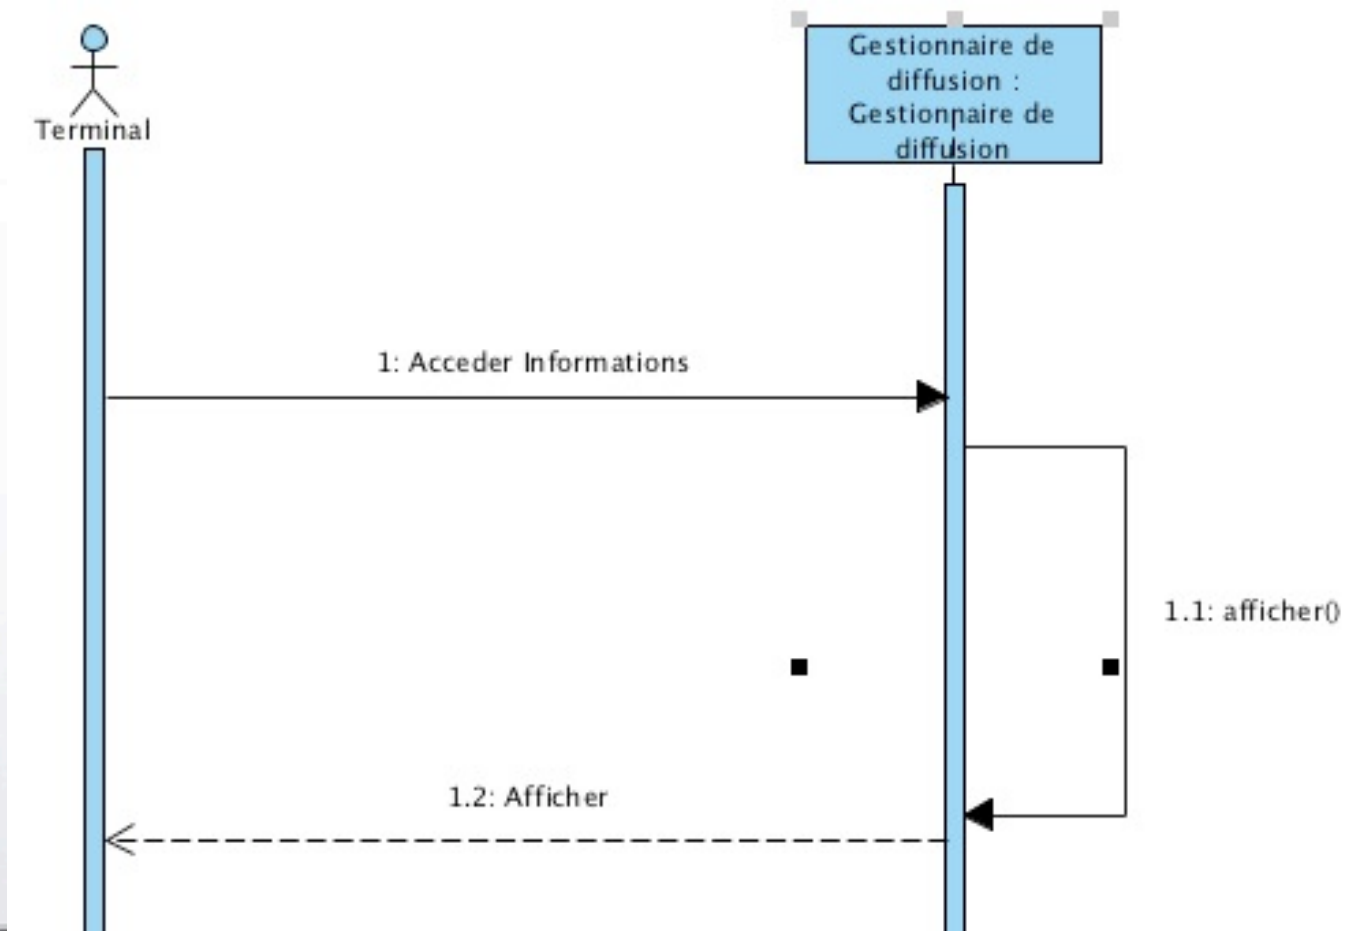 Terminal
Gestionnaire de
diffusion :
Gestionnaire de
diffusion
1: Acceder Informations
1.1: afficher()
1.2: Afficher